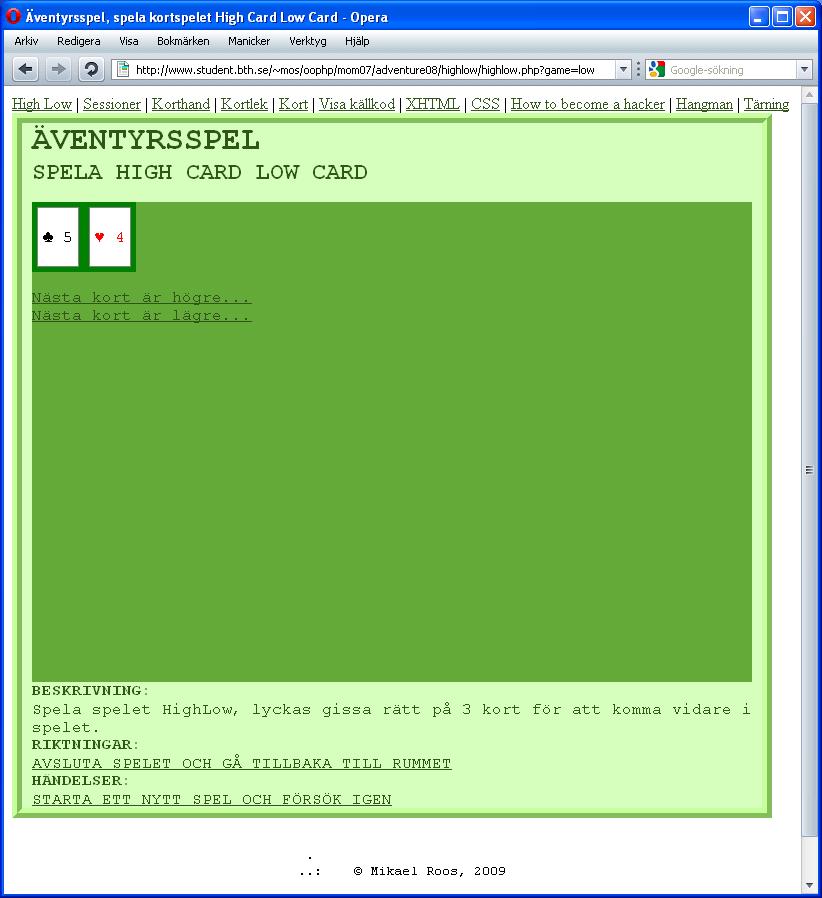 Äventyrsspel, spela kortspelet High Card Low Card - Opera
Arkiv Redigera Visa Bokmärken Manicker Verktyg Hjälp
http://www.student.bth.se/~mos/oophp/mom07/adventure08/highlow/highlow.php?game=low Google-sökning
High Low | Sessioner | Korthand | Kortlek | Kort | Visa källkod | XHTML | CSS | How to become a hacker | Hangman | Tärning
ÄVENTYRSSPEL
SPELA HIGH CARD LOW CARD
♣ 5 ♥ 4
Nästa kort är högre...
Nästa kort är lägre...
BESKRIVNING:
Spela spelet HighLow, lyckas gissa rätt på 3 kort för att komma vidare i
spelet.
RIKTNINGAR:
AVSLUTA SPELET OCH GÅ TILLBAKA TILL RUMMET
HÄNDELSER:
STARTA ETT NYTT SPEL OCH FÖRSÖK IGEN
.
..: © Mikael Roos, 2009